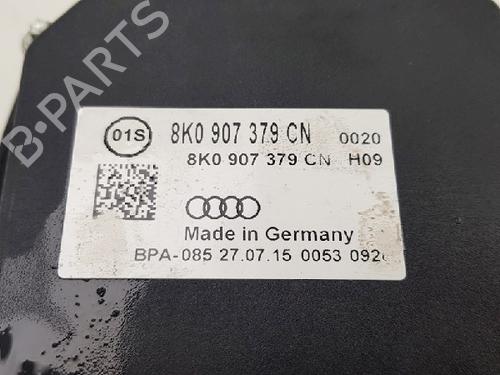 01S 8K0 907 379 CN 0020
8K0 907 379 CN H09
Made in Germany
BPA-085 27.07.15 0053
B-PARTS